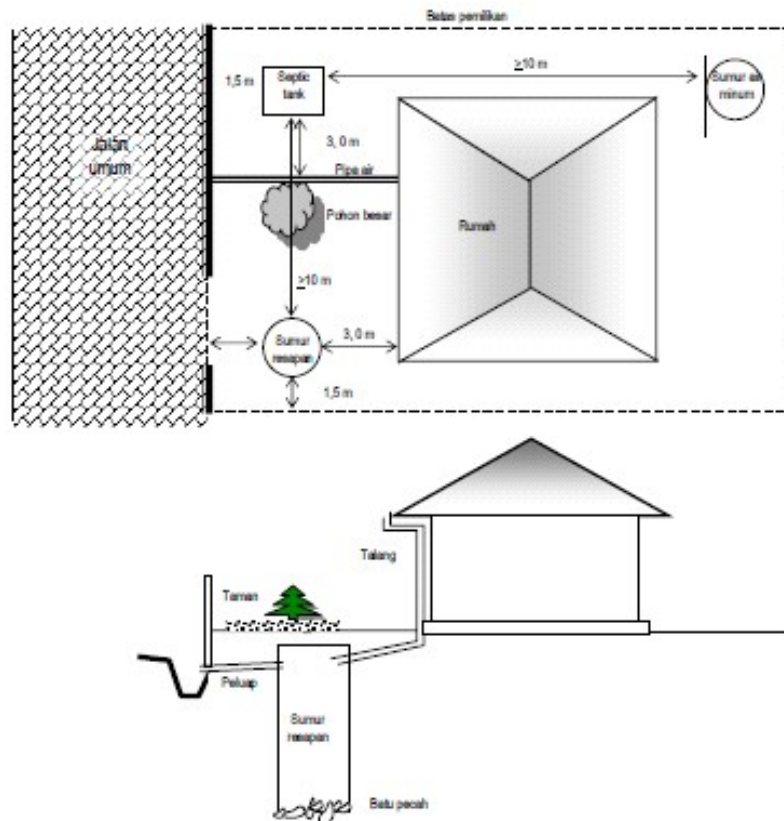 Batas pemilikan
Septic
tank
1,5 m
≥10 m
Sumur air
minum
Jalan
umum
3, 0 m
Pipa air
Pohon besar
Rumah
≥10 m
Sumur
resapan
3, 0 m
1,5 m
Talang
Taman
Peluap
Sumur
resapan
Batu pecah